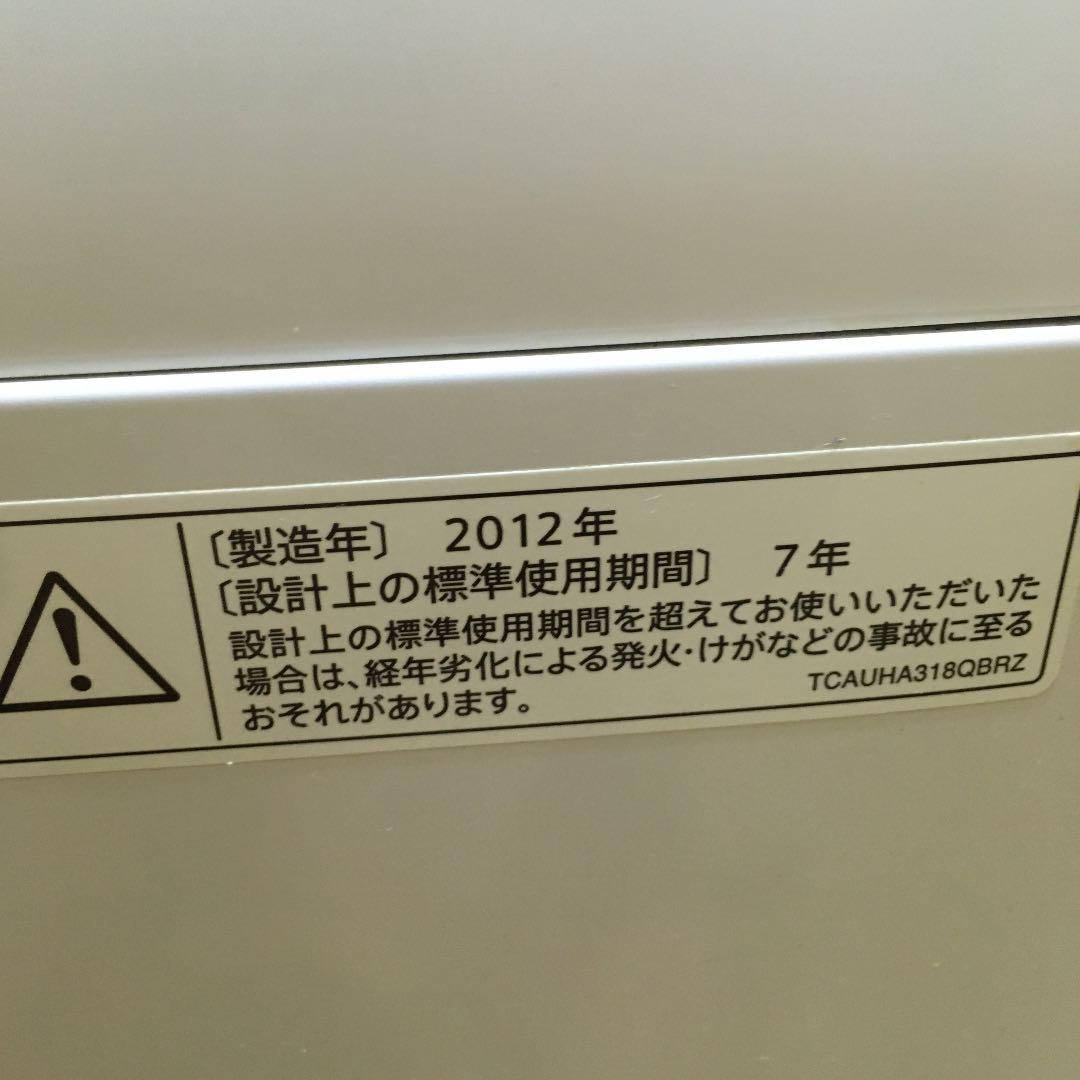 〔製造年〕 2012年
〔設計上の標準使用期間〕 7年
設計上の標準使用期間を超えてお使いいただいた
場合は、経年劣化による発火・けがなどの事故に至る
おそれがあります。
TCAUHA318QBRZ